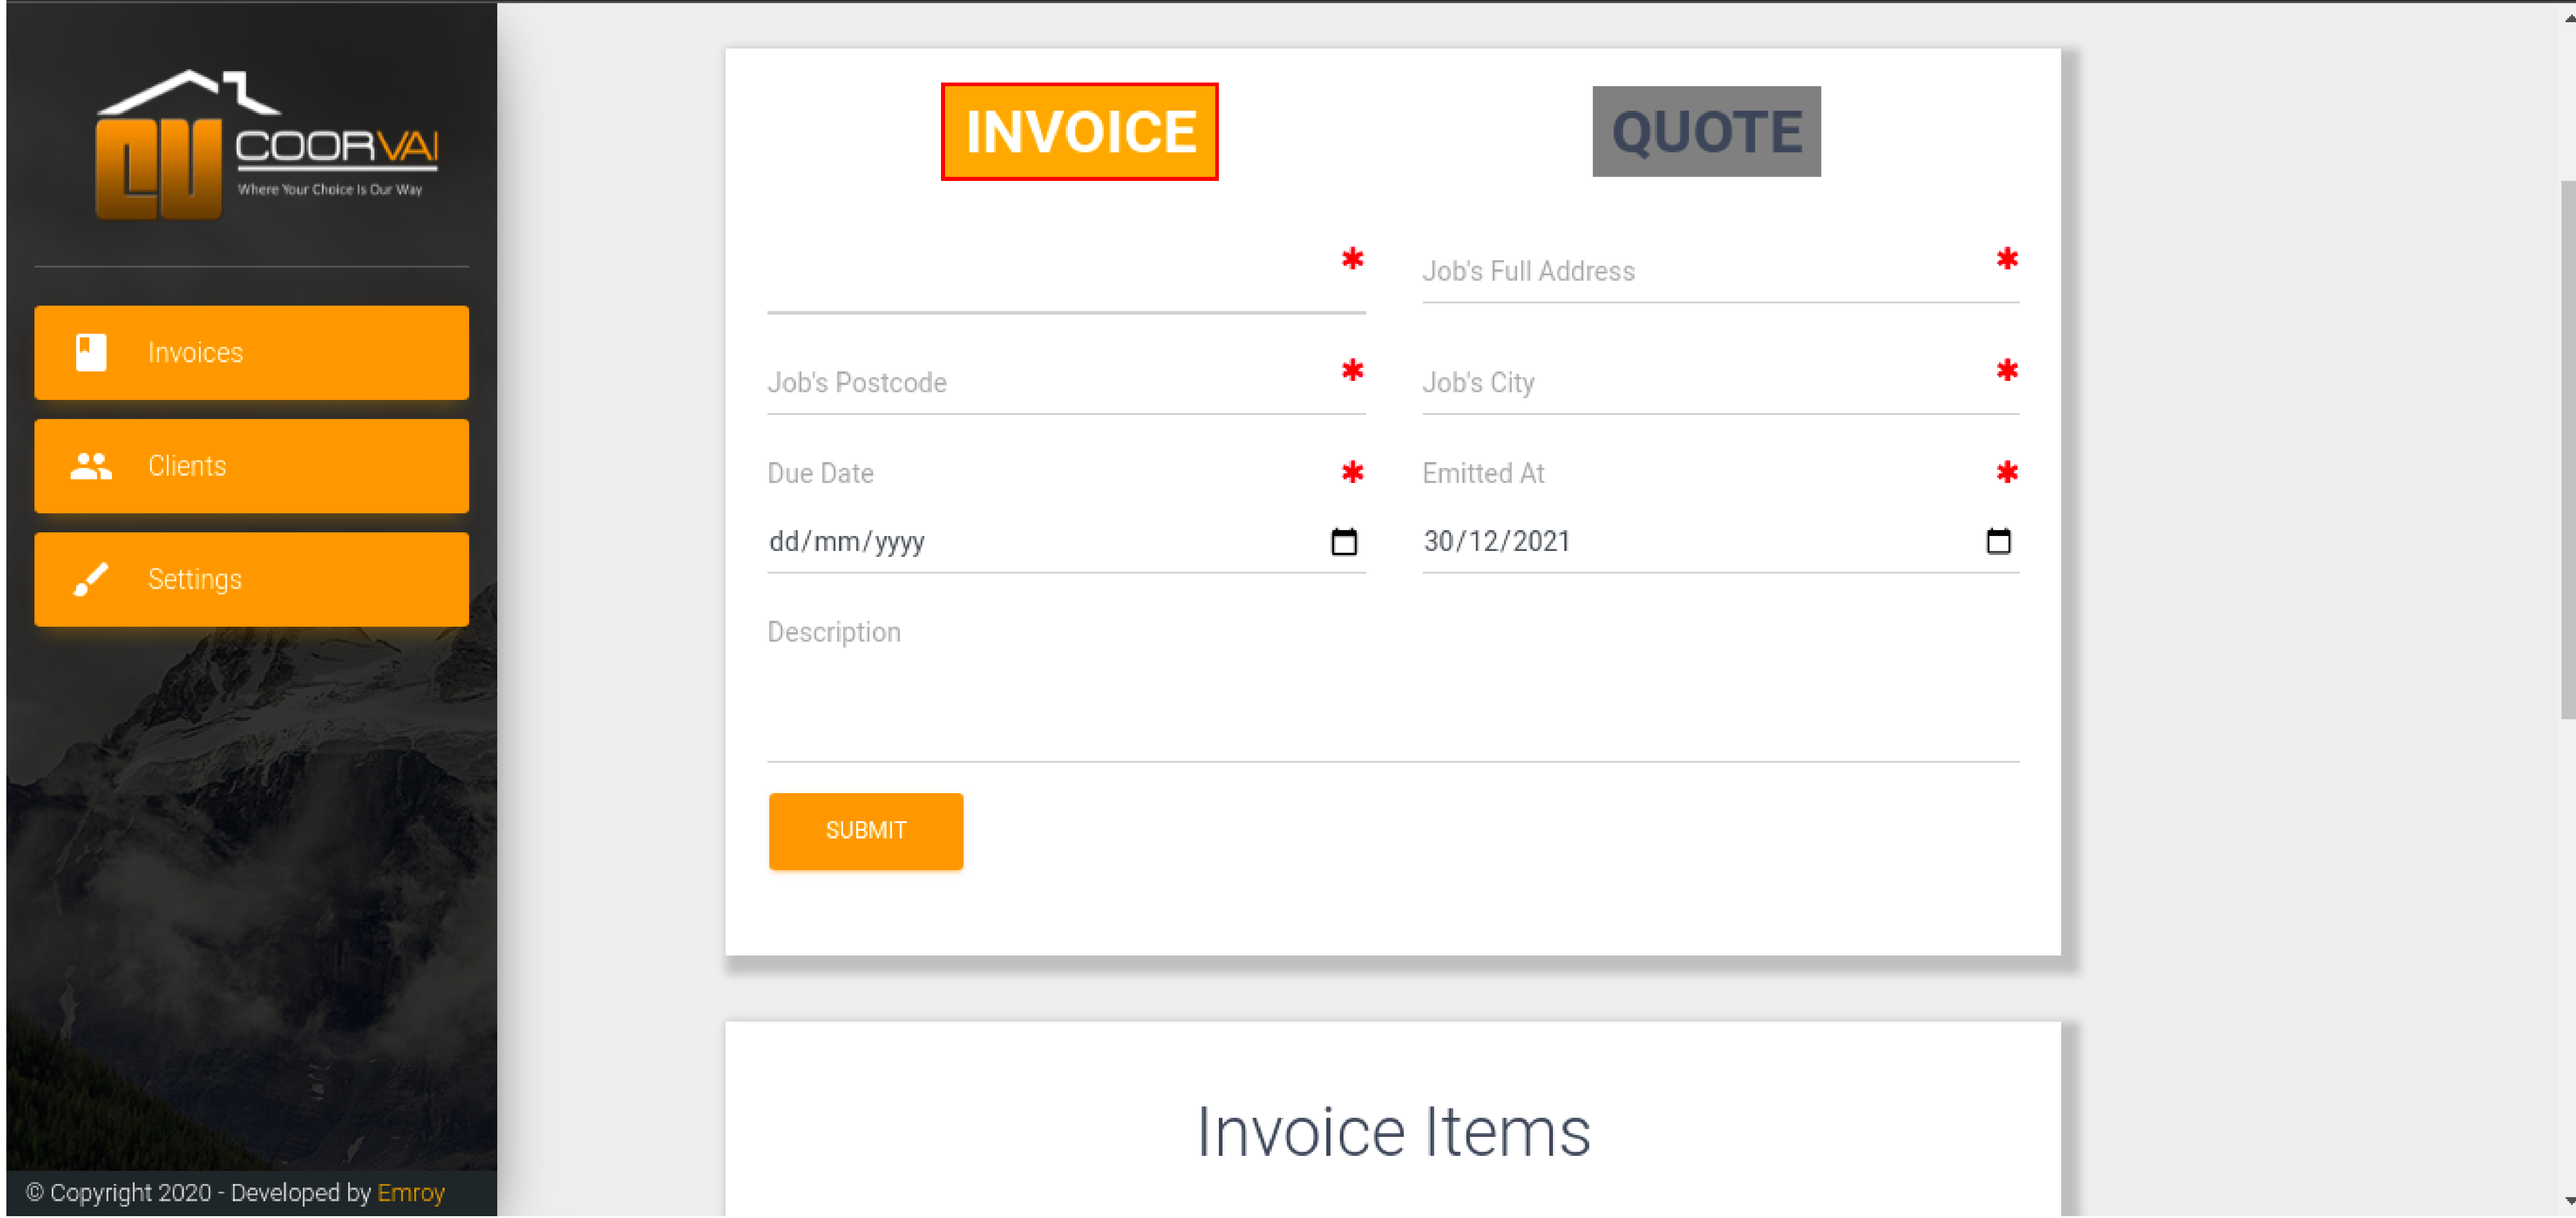 COORVAI
Where Your Choice Is Our Way
Invoices
Clients
Settings
© Copyright 2020 - Developed by Emroy
INVOICE
QUOTE
*
Job's Full Address *
Job's Postcode *
Job's City *
Due Date *
Emitted At *
dd/mm/yyyy
30/12/2021
Description
SUBMIT
Invoice Items